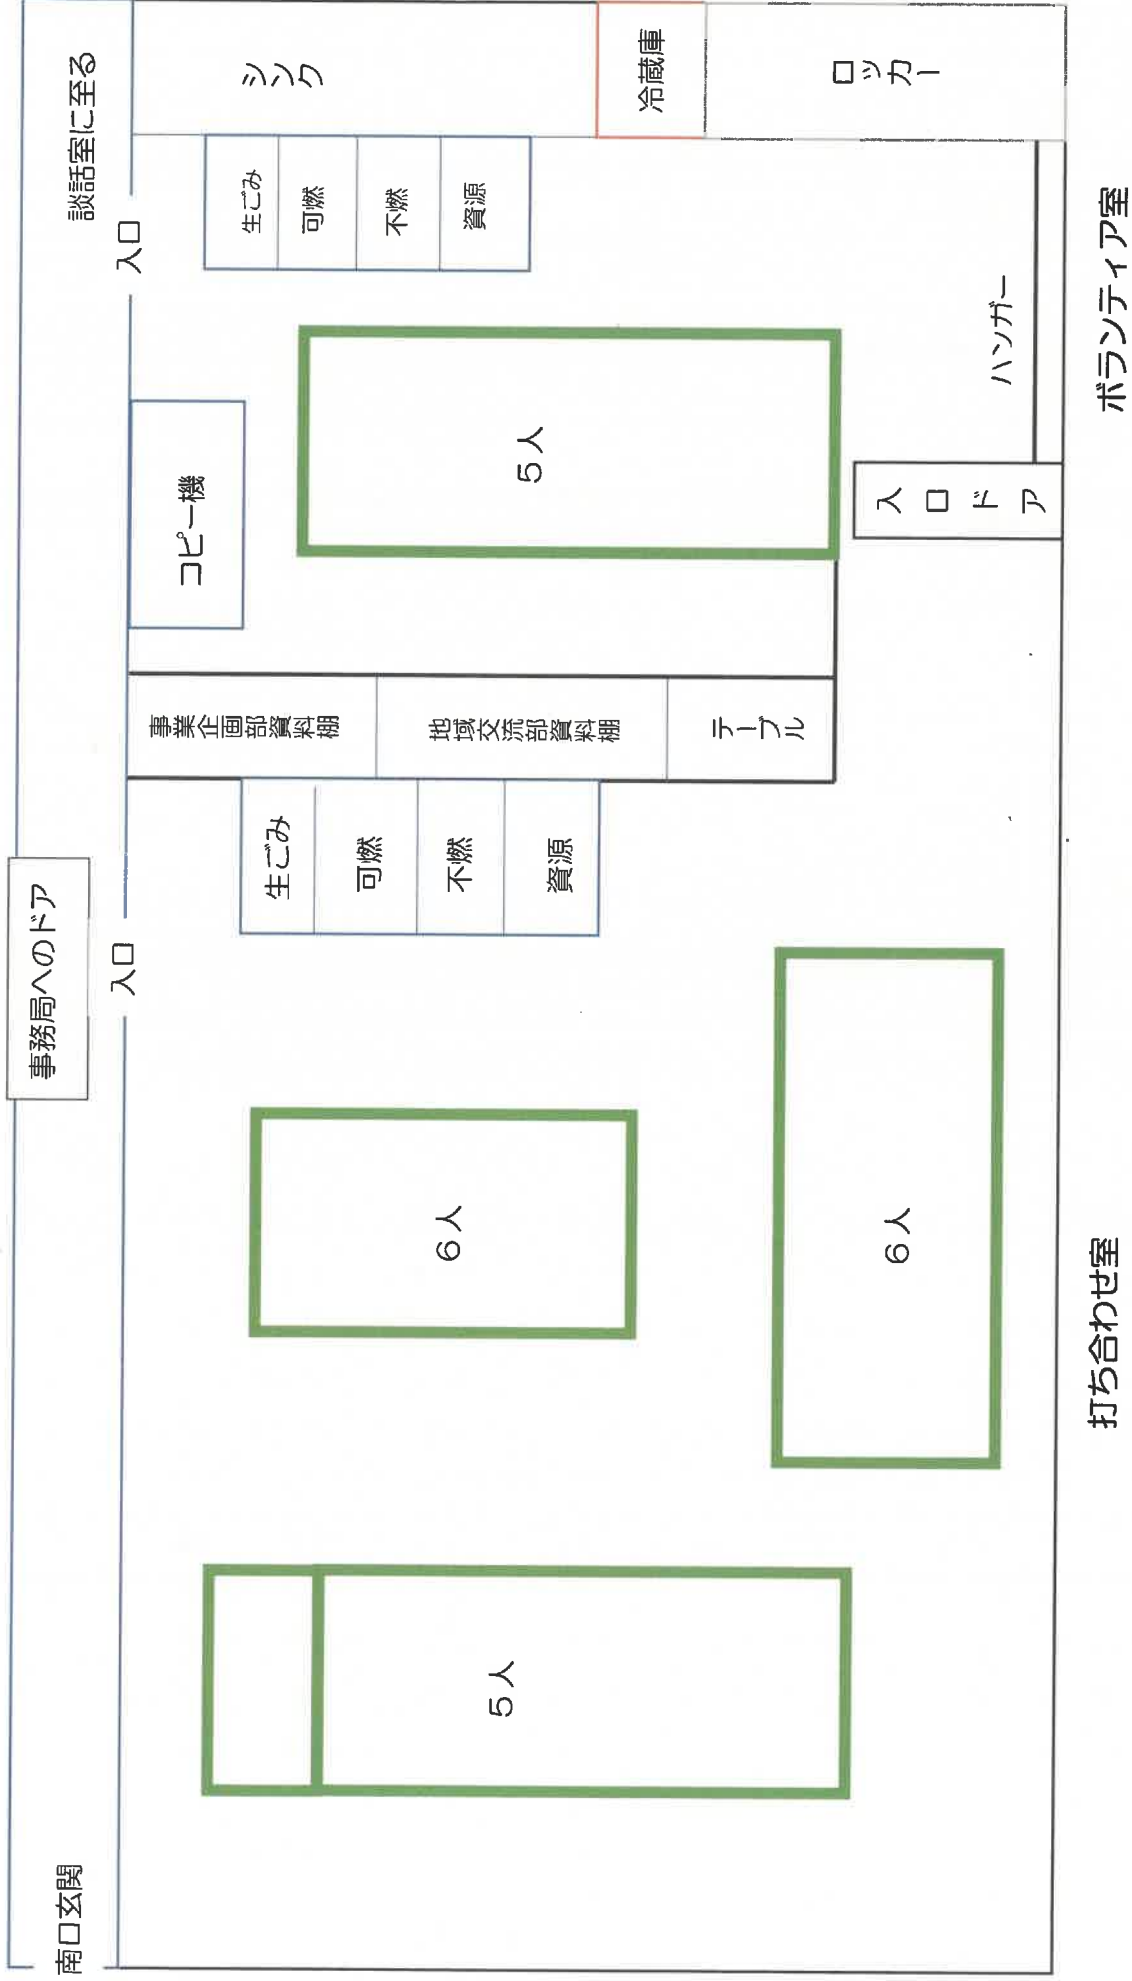 南口玄関
事務局へのドア
談話室に至る
入口
入口
コピー機
シンク
生ごみ
可燃
不燃
資源
冷蔵庫
ロッカー
5人
ハンガー
入口ドア
事業企画部資料棚
地域交流部資料棚
テーブル
生ごみ
可燃
不燃
資源
6人
6人
5人
打ち合わせ室
ボランティア室